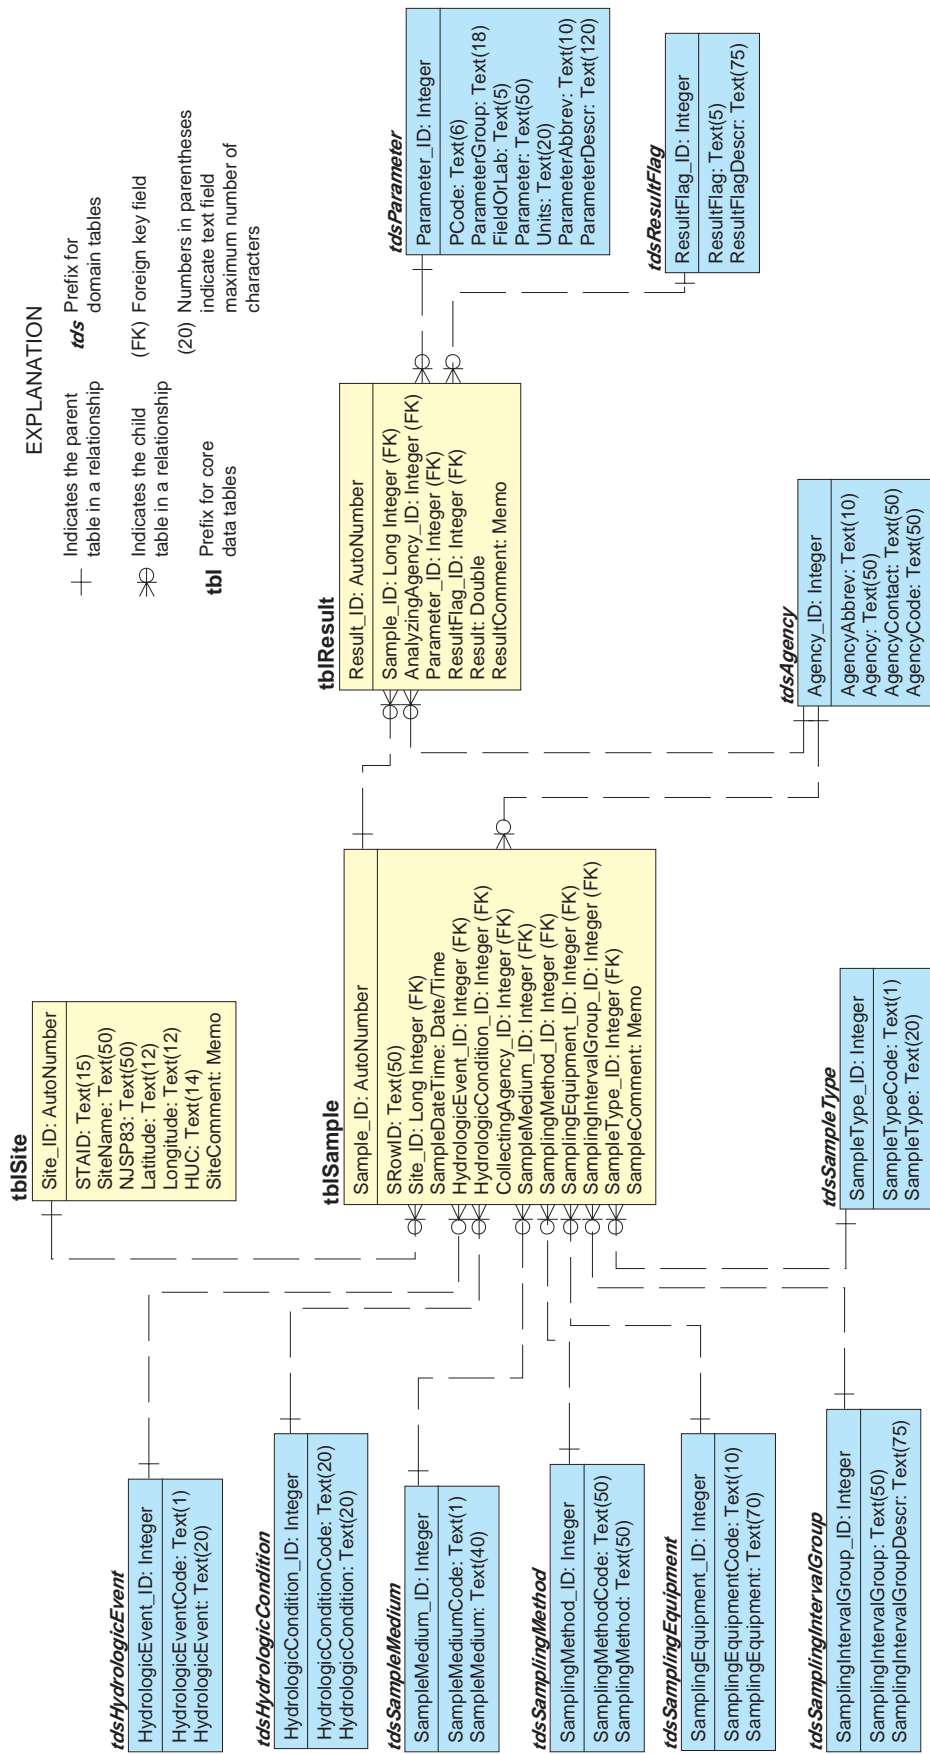 EXPLANATION
Indicates the parent
table in a relationship
Indicates the child
table in a relationship
tbl Prefix for core
data tables
tds Prefix for
domain tables
(FK) Foreign key field
(20) Numbers in parentheses
indicate text field
maximum number of
characters
tdsHydrologicEvent
HydrologicEvent_ID: Integer
HydrologicEventCode: Text(1)
HydrologicEvent: Text(20)
tdsHydrologicCondition
HydrologicCondition_ID: Integer
HydrologicConditionCode: Text(20)
HydrologicCondition: Text(20)
tdsSampleMedium
SampleMedium_ID: Integer
SampleMediumCode: Text(1)
SampleMedium: Text(40)
tdsSamplingMethod
SamplingMethod_ID: Integer
SamplingMethodCode: Text(50)
SamplingMethod: Text(50)
tdsSamplingEquipment
SamplingEquipment_ID: Integer
SamplingEquipmentCode: Text(10)
SamplingEquipment: Text(70)
tdsSamplingIntervalGroup
SamplingIntervalGroup_ID: Integer
SamplingIntervalGroup: Text(50)
SamplingIntervalGroupDescr: Text(75)
tblSite
Site_ID: AutoNumber
STAID: Text(15)
SiteName: Text(50)
NJSP83: Text(50)
Latitude: Text(12)
Longitude: Text(12)
HUC: Text(14)
SiteComment: Memo
tblSample
Sample_ID: AutoNumber
SRowID: Text(50)
Site_ID: Long Integer (FK)
SampleDateTime: Date/Time
HydrologicEvent_ID: Integer (FK)
HydrologicCondition_ID: Integer (FK)
CollectingAgency_ID: Integer (FK)
SampleMedium_ID: Integer (FK)
SamplingMethod_ID: Integer (FK)
SamplingEquipment_ID: Integer (FK)
SamplingIntervalGroup_ID: Integer (FK)
SampleType_ID: Integer (FK)
SampleComment: Memo
tdsSampleType
SampleType_ID: Integer
SampleTypeCode: Text(1)
SampleType: Text(20)
tblResult
Result_ID: AutoNumber
Sample_ID: Long Integer (FK)
AnalyzingAgency_ID: Integer (FK)
Parameter_ID: Integer (FK)
ResultFlag_ID: Integer (FK)
Result: Double
ResultComment: Memo
tdsAgency
Agency_ID: Integer
AgencyAbbrev: Text(10)
Agency: Text(50)
AgencyContact: Text(50)
AgencyCode: Text(50)
tdsParameter
Parameter_ID: Integer
PCode: Text(6)
ParameterGroup: Text(18)
FieldOrLab: Text(5)
Parameter: Text(50)
Units: Text(20)
ParameterAbbrev: Text(10)
ParameterDescr: Text(120)
tdsResultFlag
ResultFlag_ID: Integer
ResultFlag: Text(5)
ResultFlagDescr: Text(75)